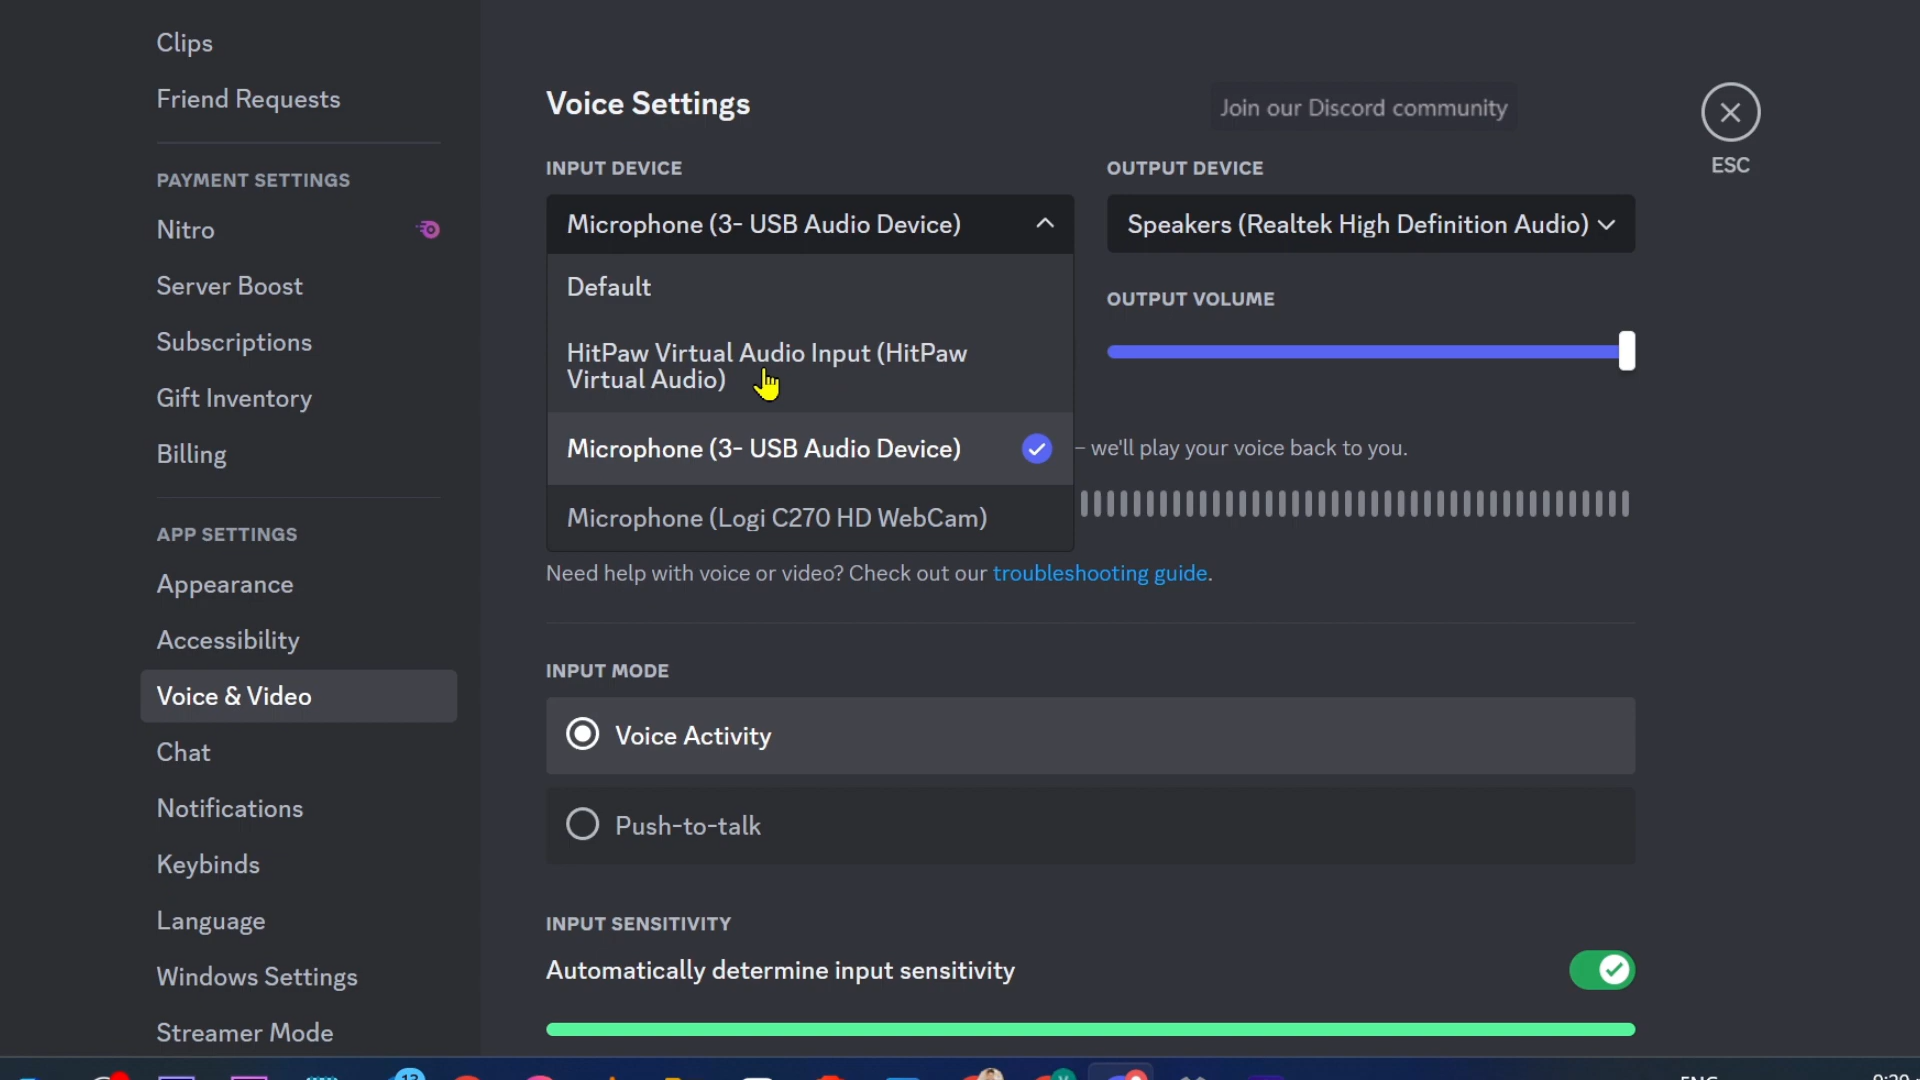 Clips
Friend Requests
PAYMENT SETTINGS
Nitro
Server Boost
Subscriptions
Gift Inventory
Billing
APP SETTINGS
Appearance
Accessibility
Voice & Video
Chat
Notifications
Keybinds
Language
Windows Settings
Streamer Mode
Voice Settings
Join our Discord community
ESC
INPUT DEVICE
Microphone (3- USB Audio Device)
Default
HitPaw Virtual Audio Input (HitPaw
Virtual Audio)
Microphone (3- USB Audio Device)
Microphone (Logi C270 HD WebCam)
OUTPUT DEVICE
Speakers (Realtek High Definition Audio)
OUTPUT VOLUME
– we'll play your voice back to you.
Need help with voice or video? Check out our troubleshooting guide.
INPUT MODE
Voice Activity
Push-to-talk
INPUT SENSITIVITY
Automatically determine input sensitivity
13
ENG